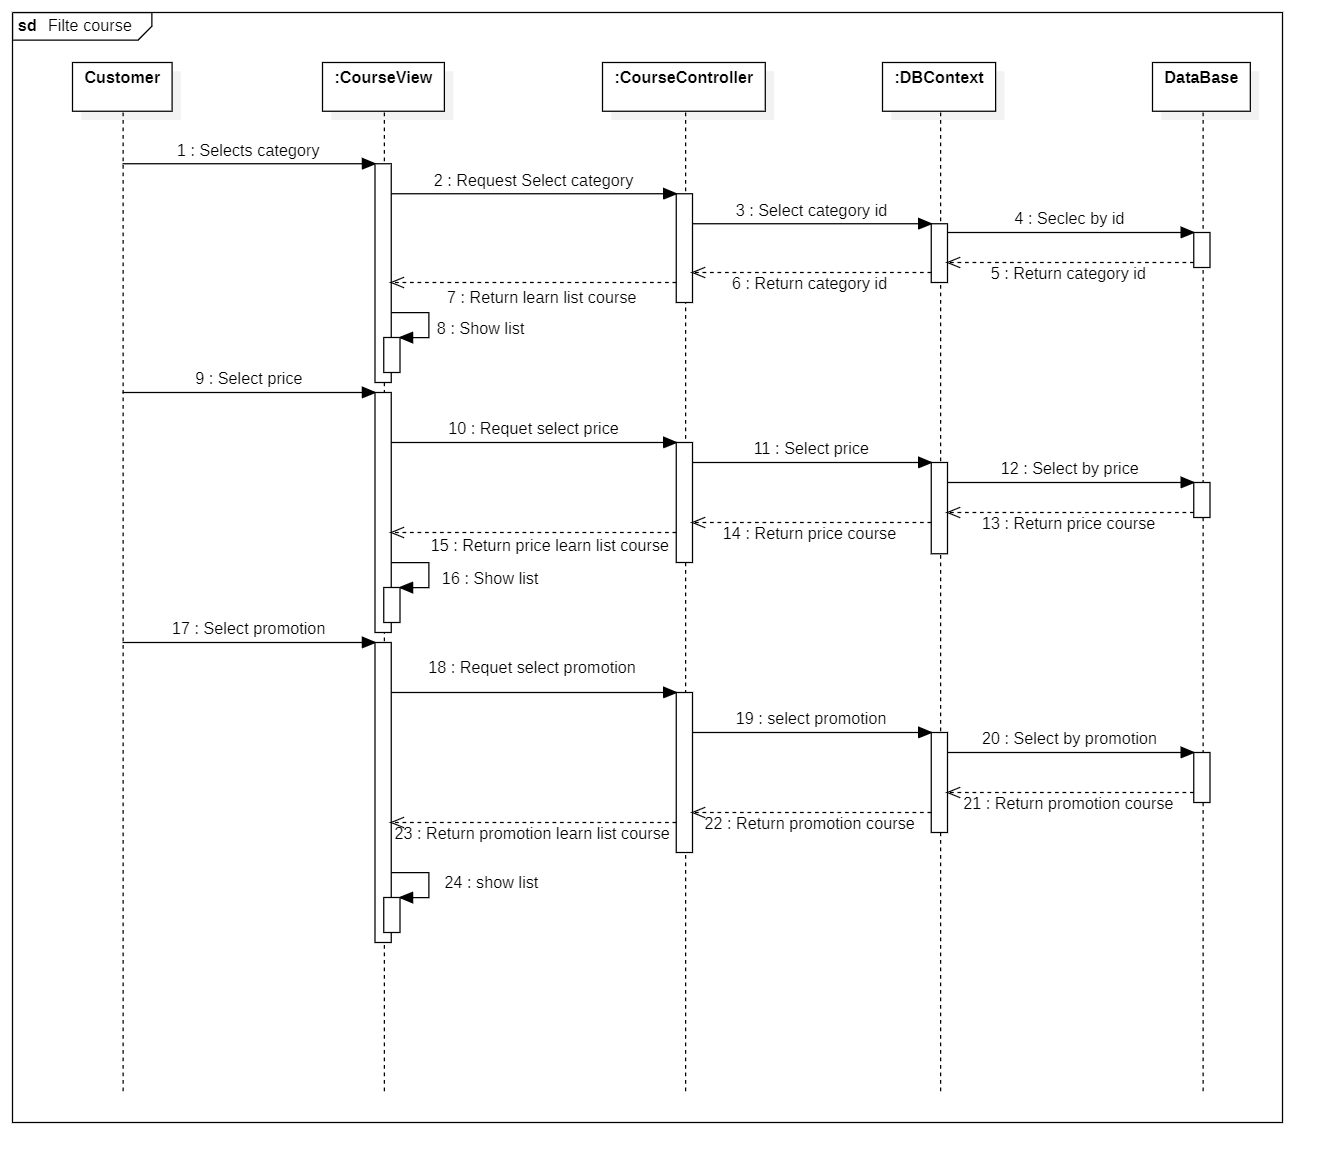 sd Filte course
Customer
:CourseView
:CourseController
:DBContext
DataBase
1 : Selects category
2 : Request Select category
3 : Select category id
4 : Seclec by id
5 : Return category id
6 : Return category id
7 : Return learn list course
8 : Show list
9 : Select price
10 : Requet select price
11 : Select price
12 : Select by price
13 : Return price course
14 : Return price course
15 : Return price learn list course
16 : Show list
17 : Select promotion
18 : Requet select promotion
19 : select promotion
20 : Select by promotion
21 : Return promotion course
22 : Return promotion course
23 : Return promotion learn list course
24 : show list